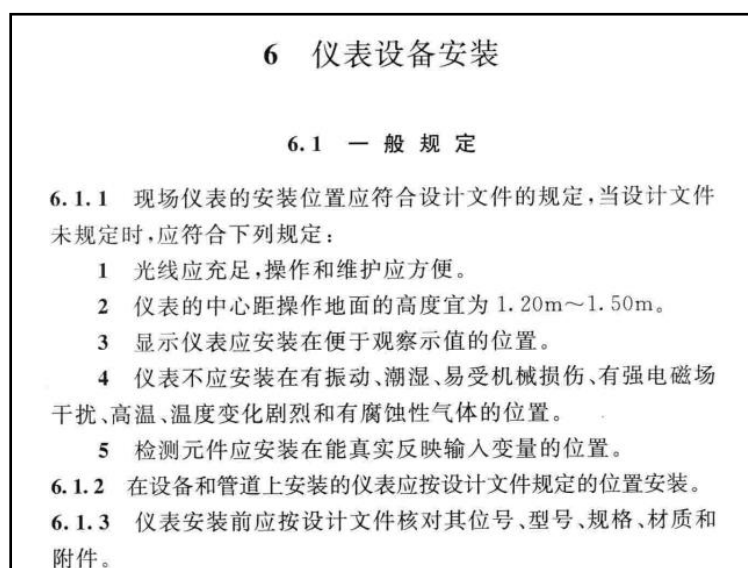 6 仪表设备安装
6.1 一般规定
6.1.1 现场仪表的安装位置应符合设计文件的规定,当设计文件
未规定时,应符合下列规定:
1 光线应充足,操作和维护应方便。
2 仪表的中心距操作地面的高度宜为 1.20m~1.50m。
3 显示仪表应安装在便于观察示值的位置。
4 仪表不应安装在有振动、潮湿、易受机械损伤、有强电磁场
干扰、高温、温度变化剧烈和有腐蚀性气体的位置。
5 检测元件应安装在能真实反映输入变量的位置。
6.1.2 在设备和管道上安装的仪表应按设计文件规定的位置安装。
6.1.3 仪表安装前应按设计文件核对其位号、型号、规格、材质和
附件。